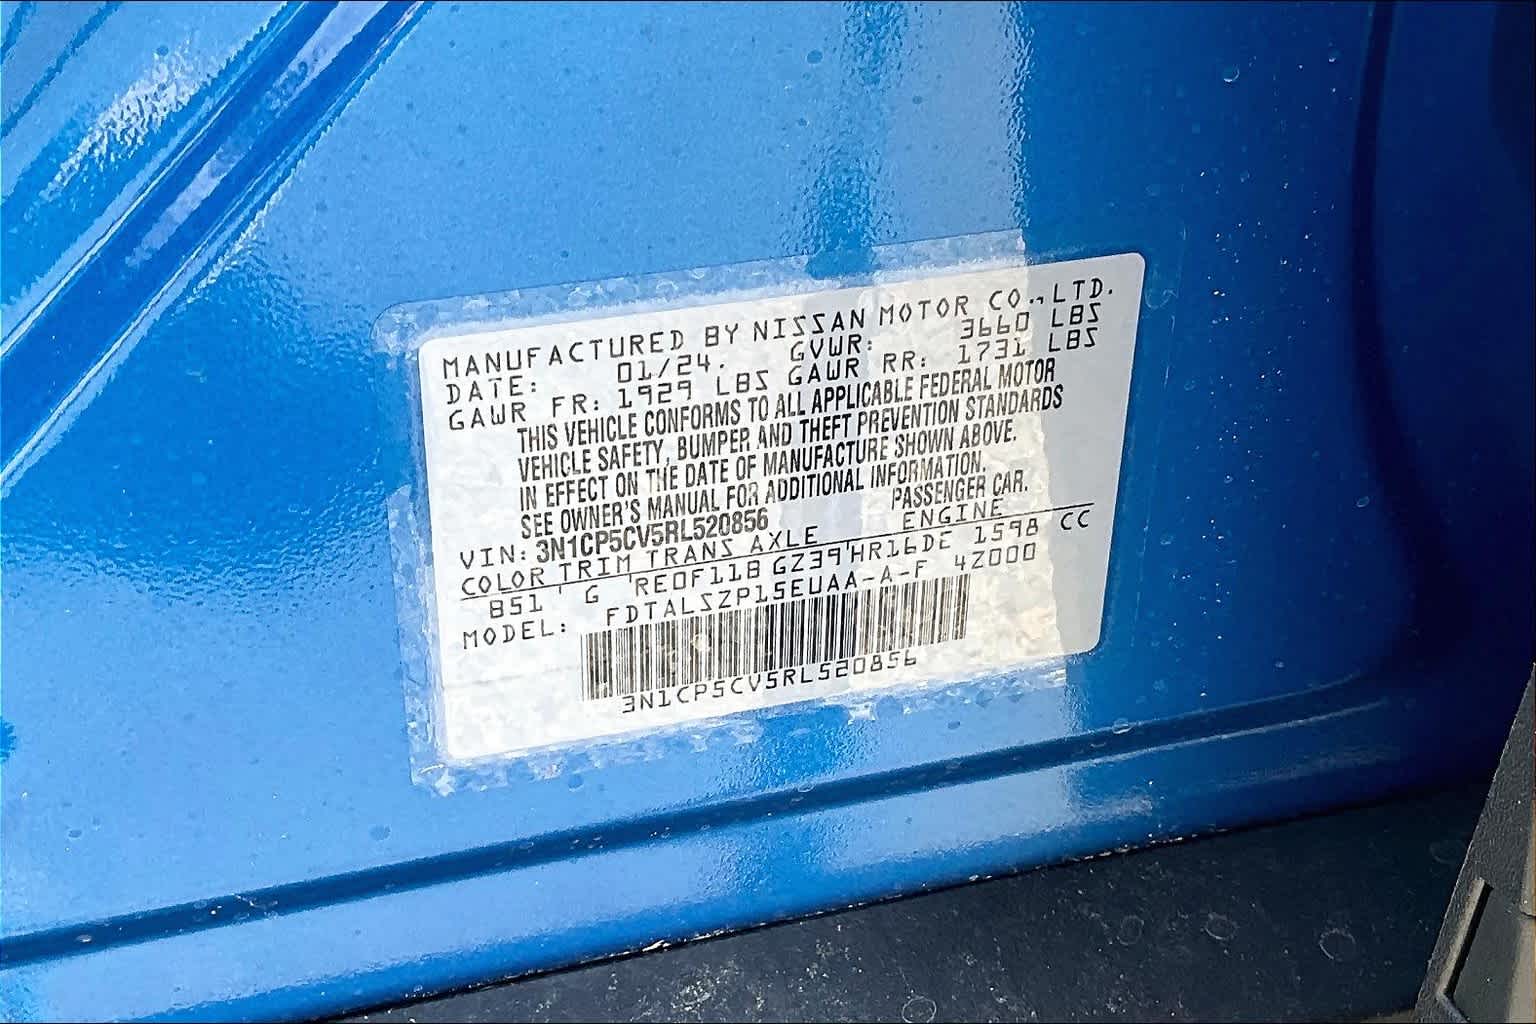 MANUFACTURED BY NISSAN MOTOR CO.,LTD.
DATE: 01/24. GVWR: 3660 LBS
GAWR FR: 1929 LBS GAWR RR: 1731 LBS
THIS VEHICLE CONFORMS TO ALL APPLICABLE FEDERAL MOTOR
VEHICLE SAFETY, BUMPER AND THEFT PREVENTION STANDARDS
IN EFFECT ON THE DATE OF MANUFACTURE SHOWN ABOVE.
SEE OWNER'S MANUAL FOR ADDITIONAL INFORMATION.
VIN: 3N1CP5CV5RL520856 PASSENGER CAR.
COLOR TRIM TRANS AXLE ENGINE
B51 G RE0F11B GZ39 HR16DE 1598 CC
MODEL: FDTALSZP15EUAA-A-F 4Z000
3N1CP5CV5RL520856